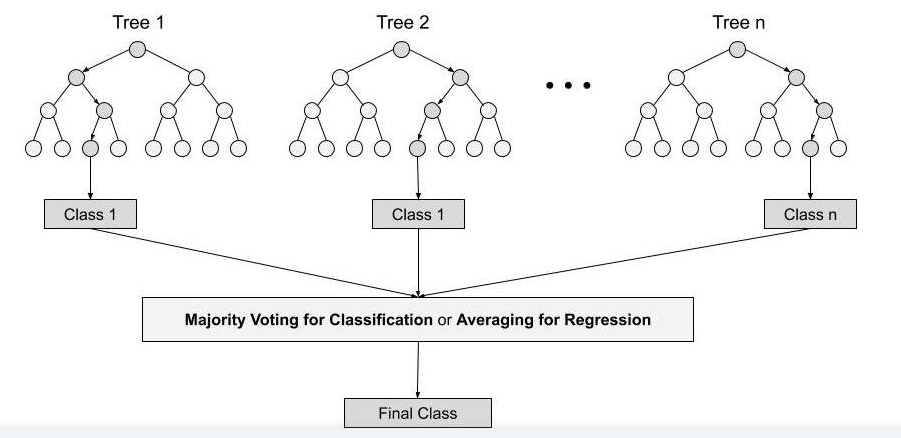 Tree 1
Tree 2
Tree n
Class 1
Class 1
Class n
Majority Voting for Classification or Averaging for Regression
Final Class